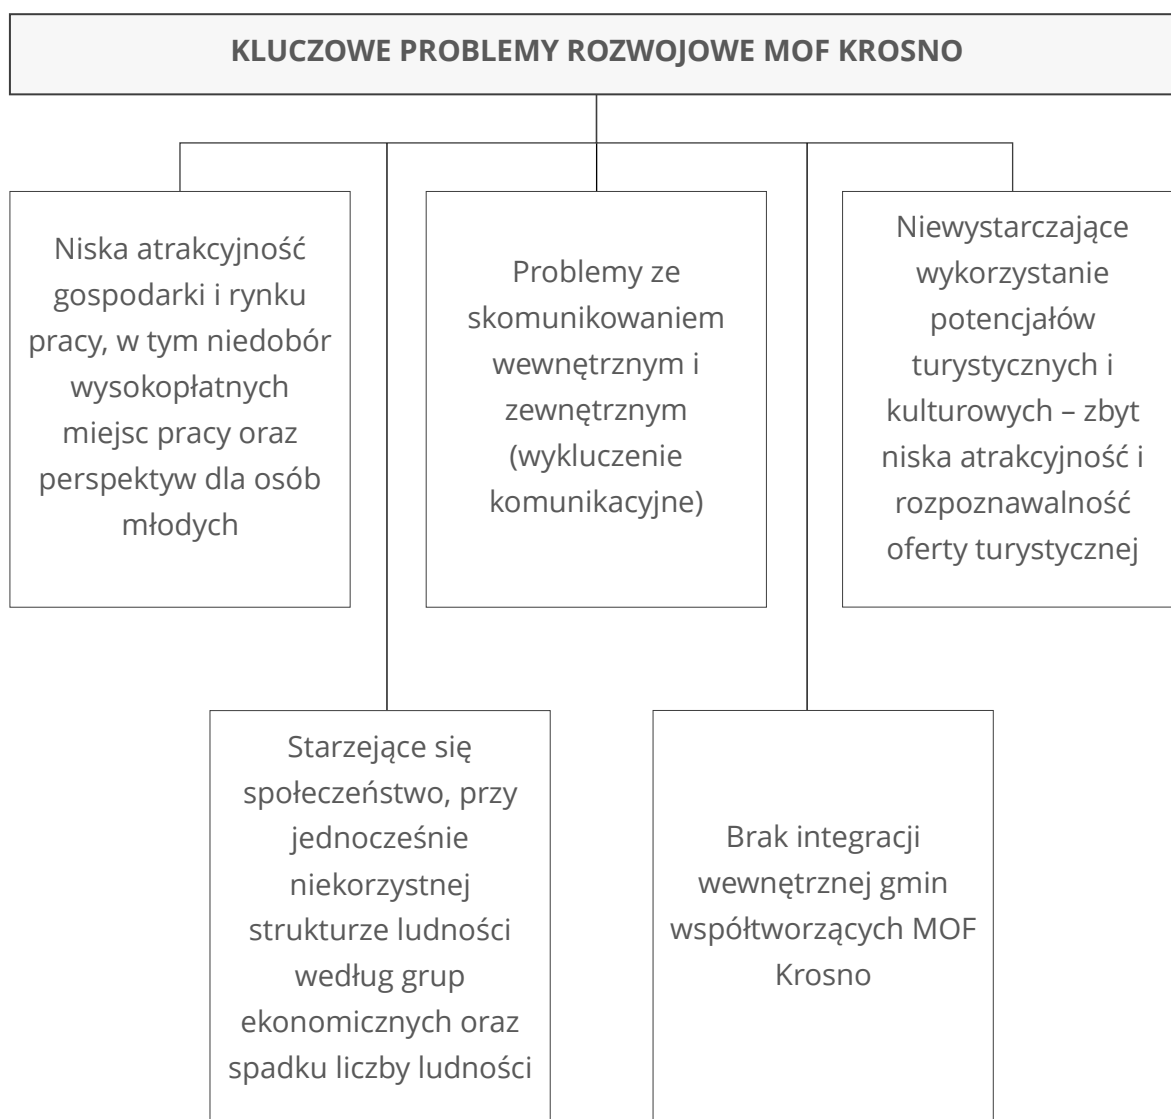 KLUCZOWE PROBLEMY ROZWOJOWE MOF KROSNO
Niska atrakcyjność
gospodarki i rynku
pracy, w tym niedobór
wysokopłatnych
miejsc pracy oraz
perspektyw dla osób
młodych
Problemy ze
skomunikowaniem
wewnętrznym i
zewnętrznym
(wykluczenie
komunikacyjne)
Niewystarczające
wykorzystanie
potencjałów
turystycznych i
kulturowych – zbyt
niska atrakcyjność i
rozpoznawalność
oferty turystycznej
Starzejące się
społeczeństwo, przy
jednocześnie
niekorzystnej
strukturze ludności
według grup
ekonomicznych oraz
spadku liczby ludności
Brak integracji
wewnętrznej gmin
współtworzących MOF
Krosno